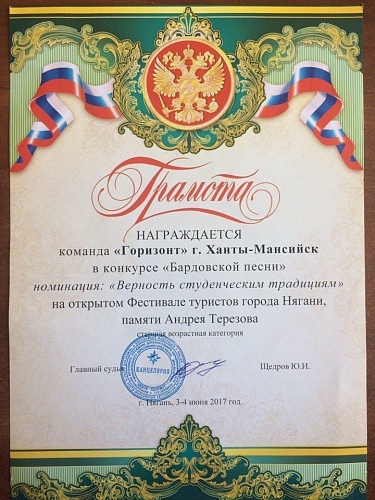 Грамота
НАГРАЖДАЕТСЯ
команда «Горизонт» г. Ханты-Мансийск
в конкурсе «Бардовской песни»
номинация: «Верность студенческим традициям»
на открытом Фестивале туристов города Нягани,
памяти Андрея Терезова
старшая возрастная категория
Главный судья Щедров Ю.И.
КАНЦЕЛЯРИЯ
г. Нягань, 3-4 июня 2017 год.